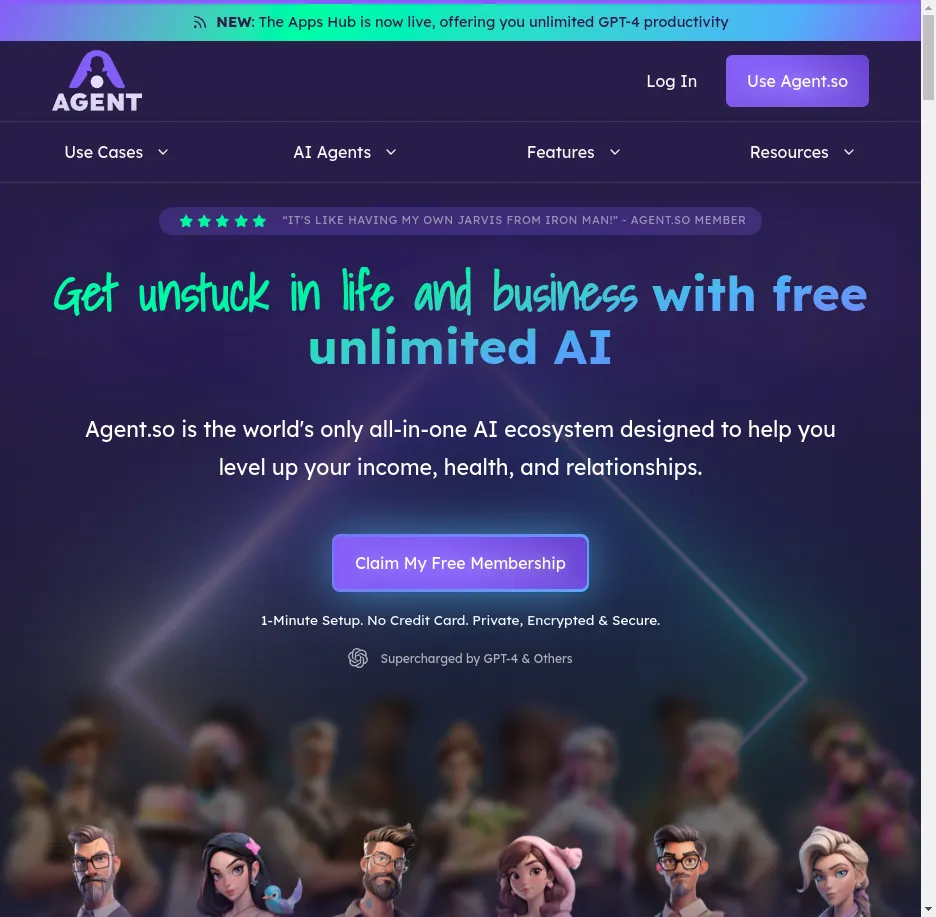 NEW: The Apps Hub is now live, offering you unlimited GPT-4 productivity
AGENT
Log In
Use Agent.so
Use Cases
AI Agents
Features
Resources
“IT'S LIKE HAVING MY OWN JARVIS FROM IRON MAN!” - AGENT.SO MEMBER
Get unstuck in life and business with free
unlimited AI
Agent.so is the world's only all-in-one AI ecosystem designed to help you
level up your income, health, and relationships.
Claim My Free Membership
1-Minute Setup. No Credit Card. Private, Encrypted & Secure.
Supercharged by GPT-4 & Others